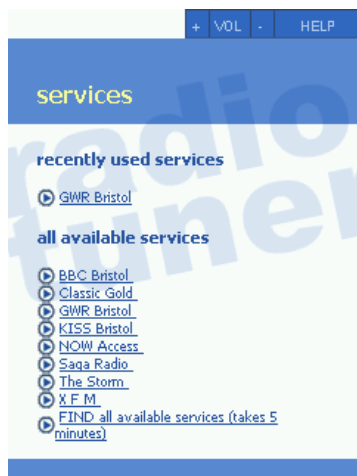 + VOL - HELP
services
radio
tuner
recently used services
GWR Bristol
all available services
BBC Bristol
Classic Gold
GWR Bristol
KISS Bristol
NOW Access
Saga Radio
The Storm
X F M
FIND all available services (takes 5
minutes)